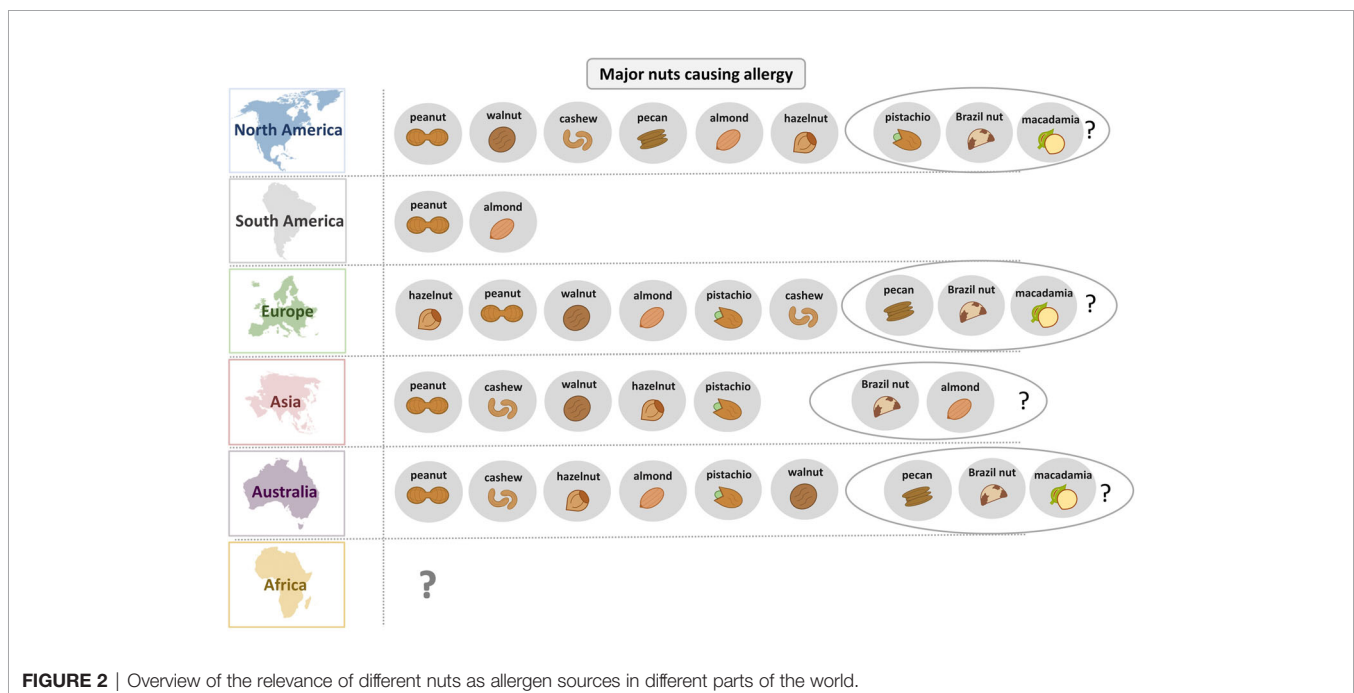 Major nuts causing allergy
North America
peanut walnut cashew pecan almond hazelnut pistachio Brazil nut macadamia ?
South America
peanut almond
Europe
hazelnut peanut walnut almond pistachio cashew pecan Brazil nut macadamia ?
Asia
peanut cashew walnut hazelnut pistachio Brazil nut almond ?
Australia
peanut cashew hazelnut almond pistachio walnut pecan Brazil nut macadamia ?
Africa
?
FIGURE 2 | Overview of the relevance of different nuts as allergen sources in different parts of the world.